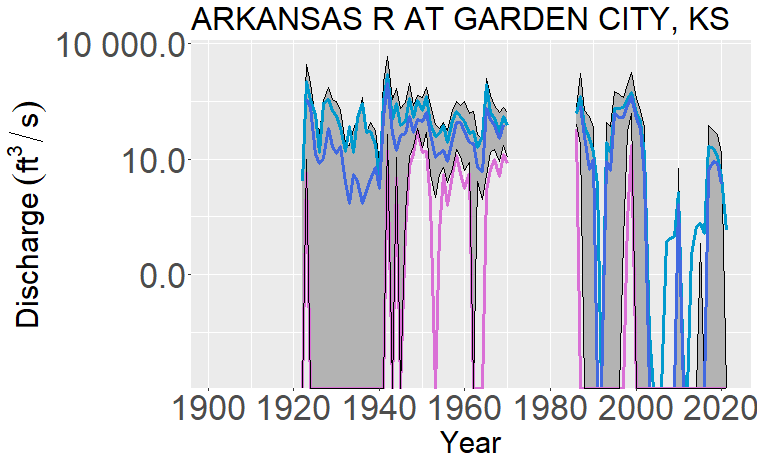 ARKANSAS R AT GARDEN CITY, KS
10 000.0
10.0
0.0
Discharge (ft³/s)
1900 1920 1940 1960 1980 2000 2020
Year